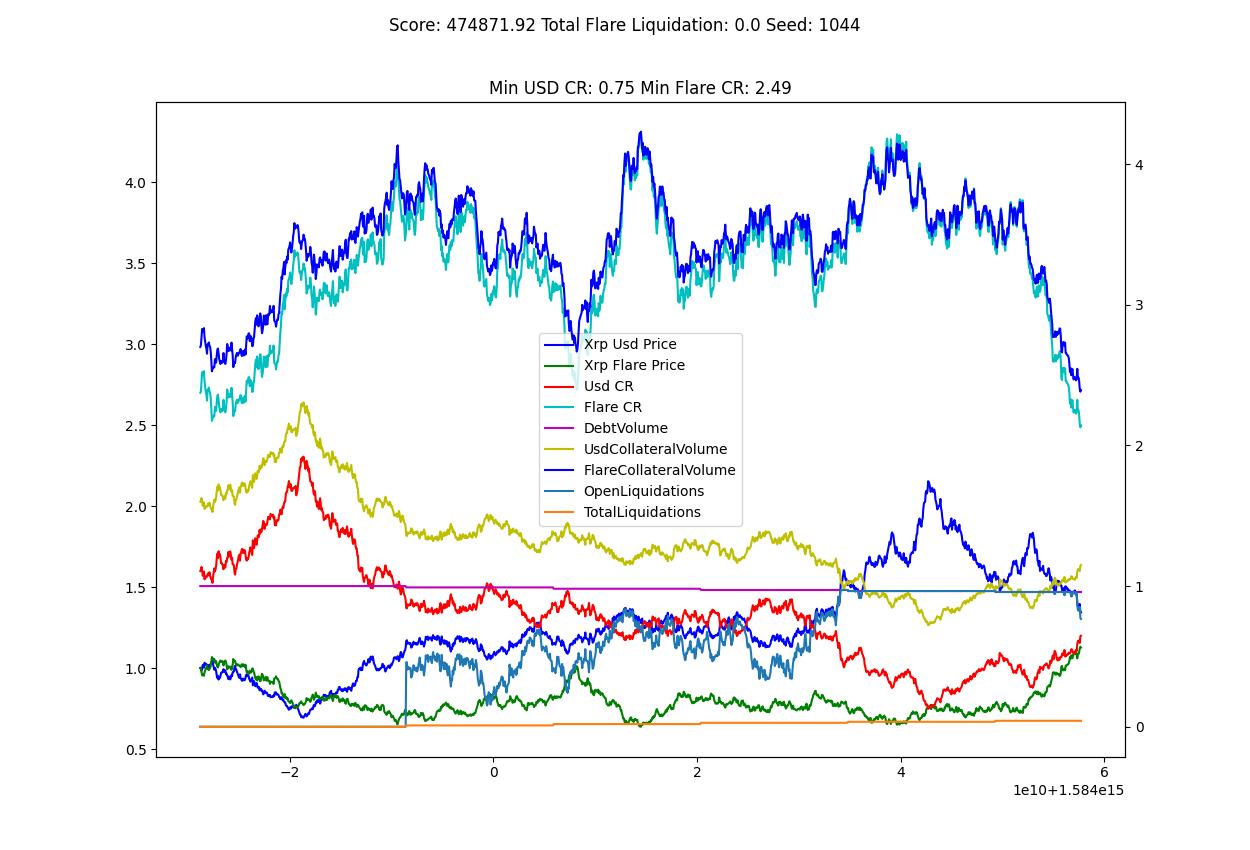 Score: 474871.92 Total Flare Liquidation: 0.0 Seed: 1044
Min USD CR: 0.75 Min Flare CR: 2.49
4.0
3.5
3.0
2.5
2.0
1.5
1.0
0.5
4
3
2
1
0
Xrp Usd Price
Xrp Flare Price
Usd CR
Flare CR
DebtVolume
UsdCollateralVolume
FlareCollateralVolume
OpenLiquidations
TotalLiquidations
−2 0 2 4 6
1e10+1.584e15